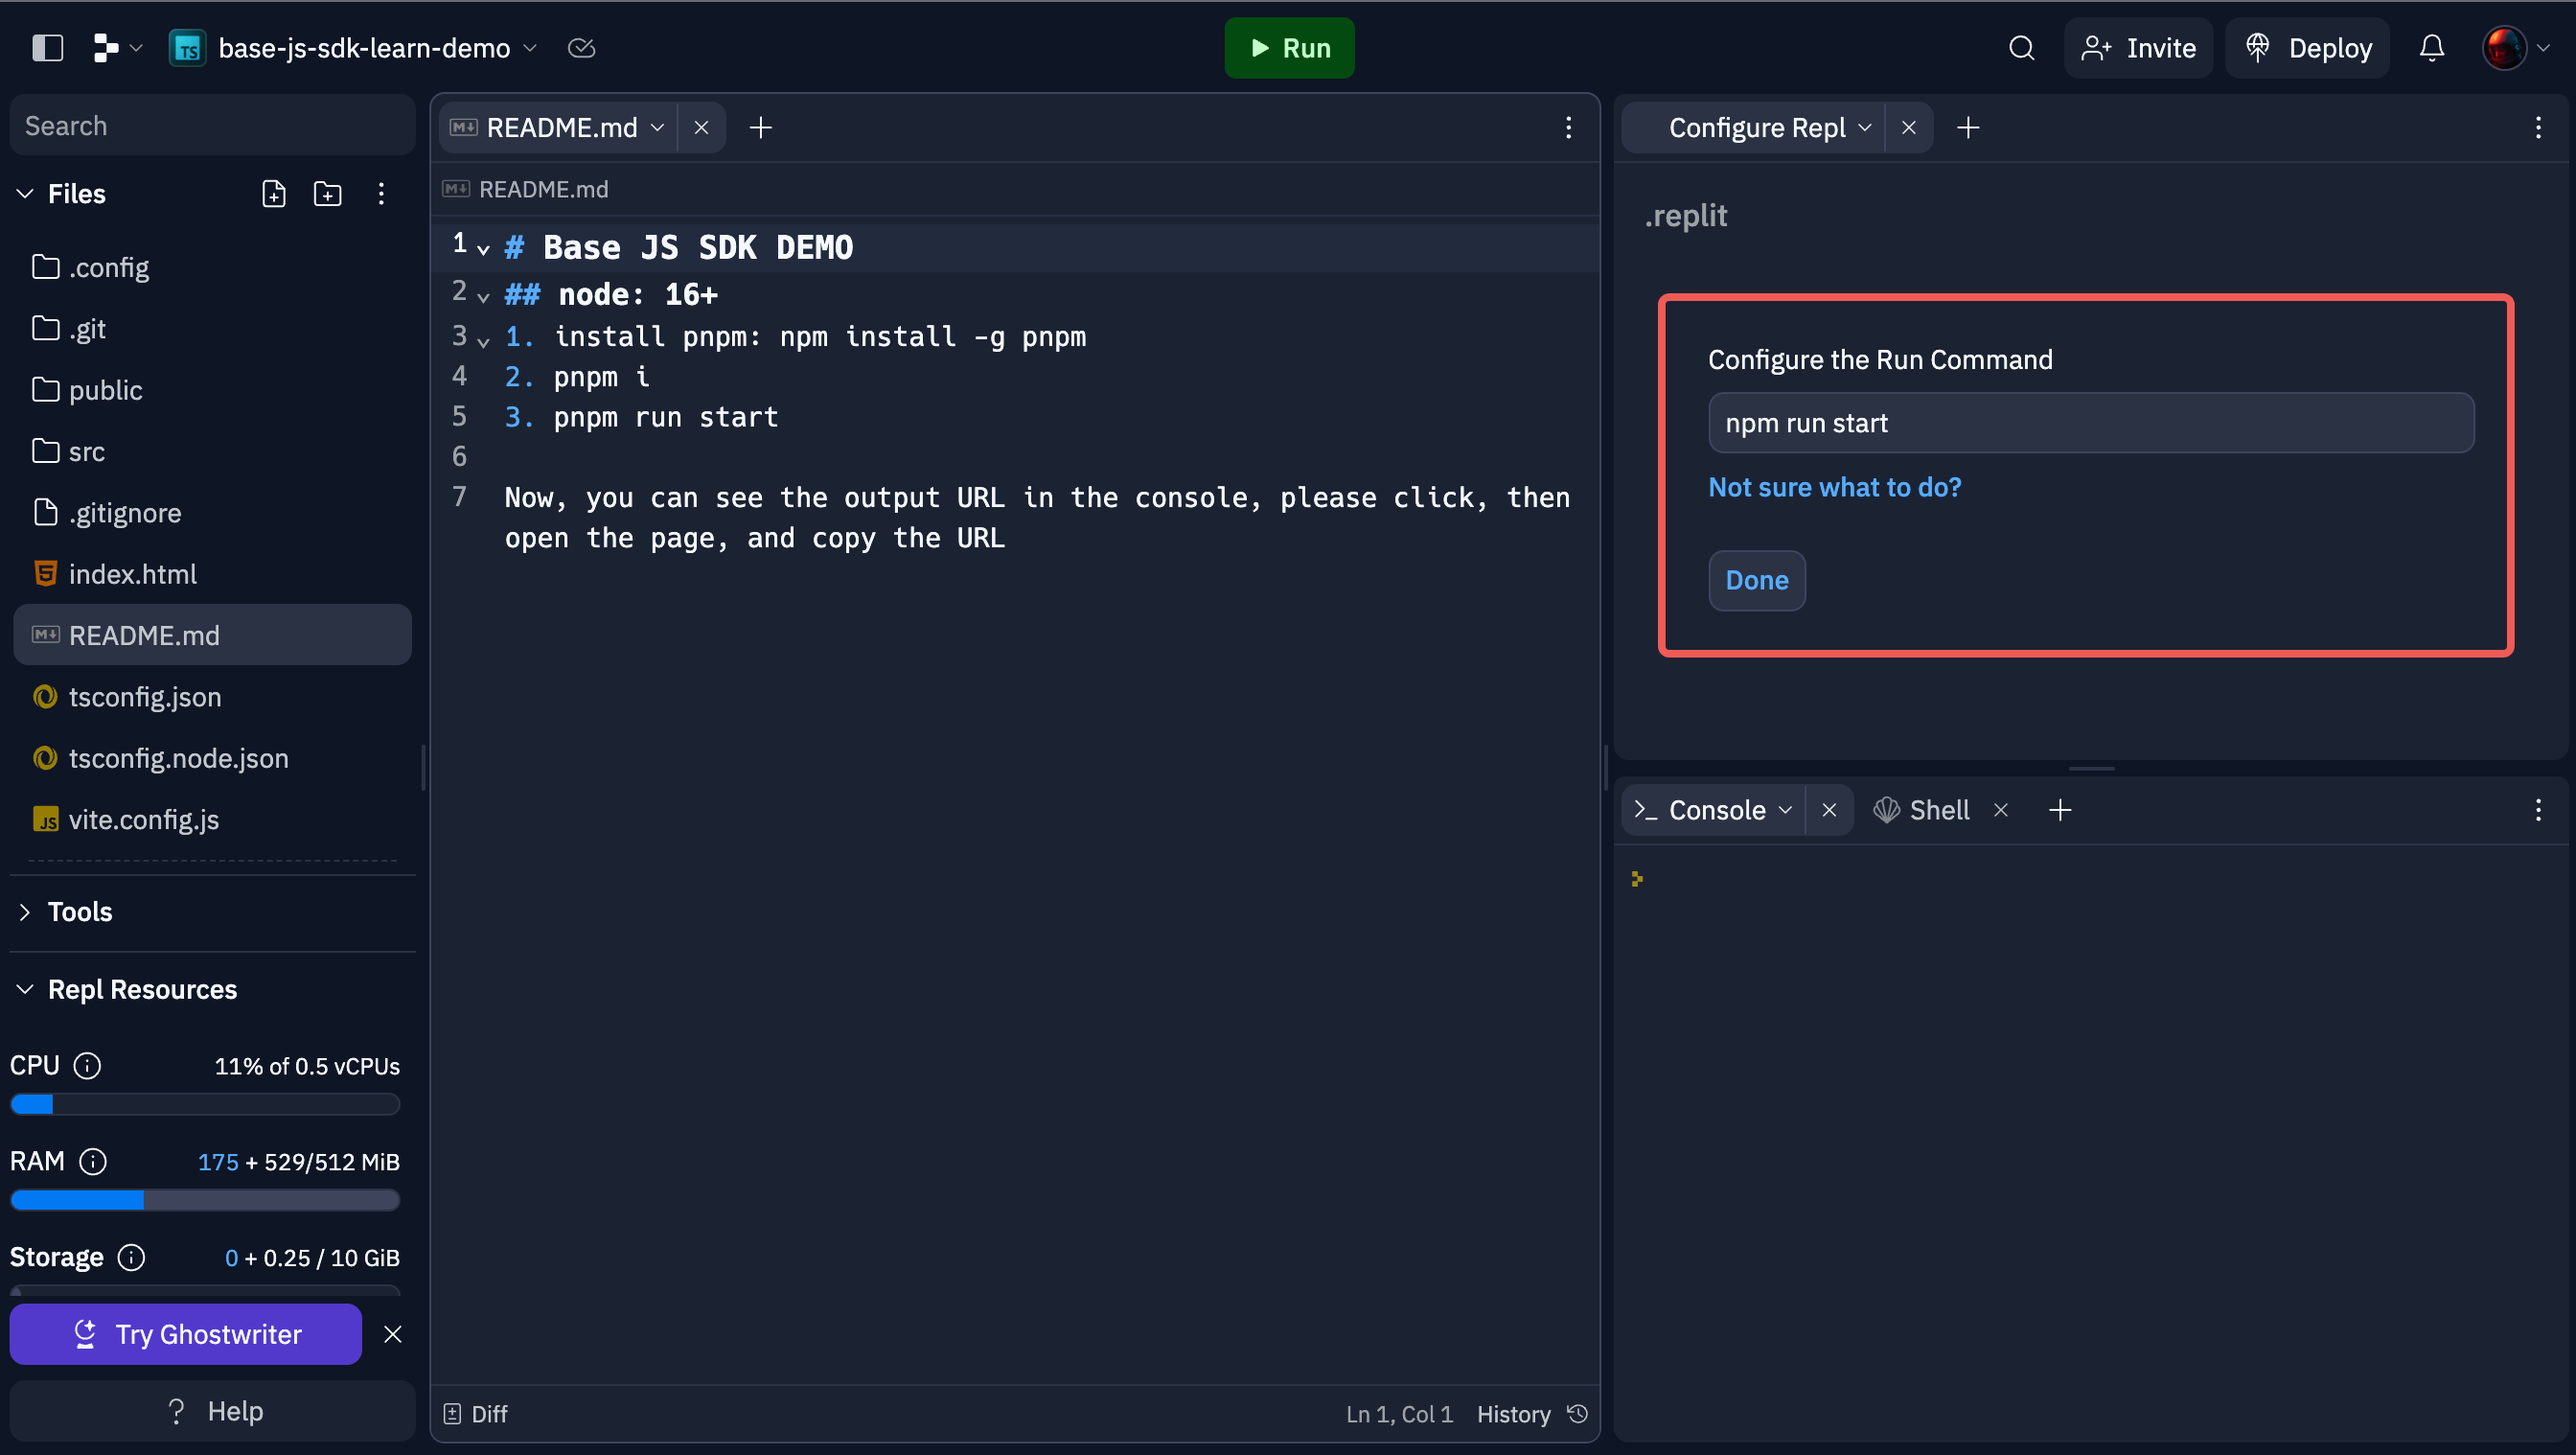 TS base-js-sdk-learn-demo
Run
Invite
Deploy
Search
Files
.config
.git
public
src
.gitignore
index.html
README.md
tsconfig.json
tsconfig.node.json
JS vite.config.js
Tools
Repl Resources
CPU 11% of 0.5 vCPUs
RAM 175 + 529/512 MiB
Storage 0 + 0.25 / 10 GiB
Try Ghostwriter
? Help
README.md
README.md
1 # Base JS SDK DEMO
2 ## node: 16+
3 1. install pnpm: npm install -g pnpm
4 2. pnpm i
5 3. pnpm run start
6
7 Now, you can see the output URL in the console, please click, then
open the page, and copy the URL
Diff
Ln 1, Col 1 History
Configure Repl
.replit
Configure the Run Command
npm run start
Not sure what to do?
Done
Console
Shell